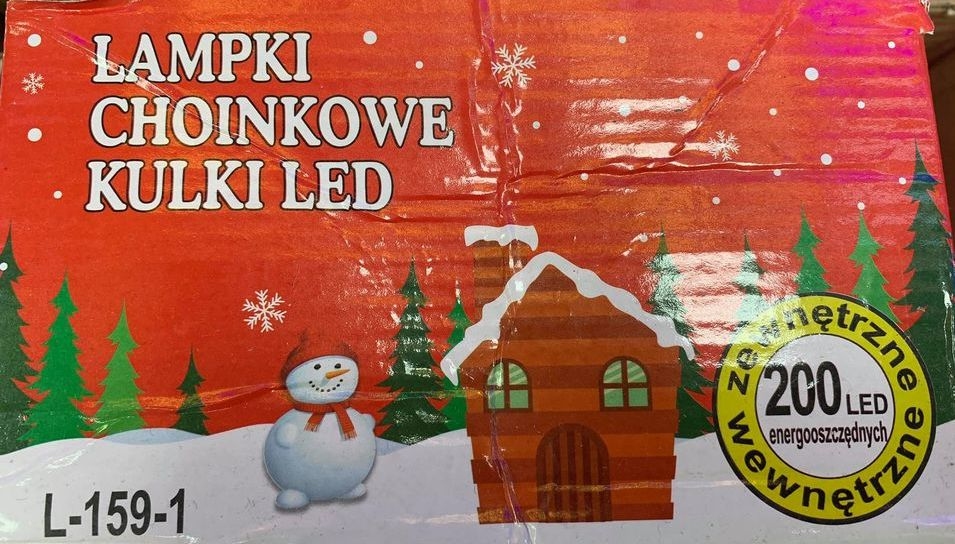 LAMPKI
CHOINKOWE
KULKI LED
zewnętrzne
200 LED
energooszczędnych
wewnętrzne
L-159-1